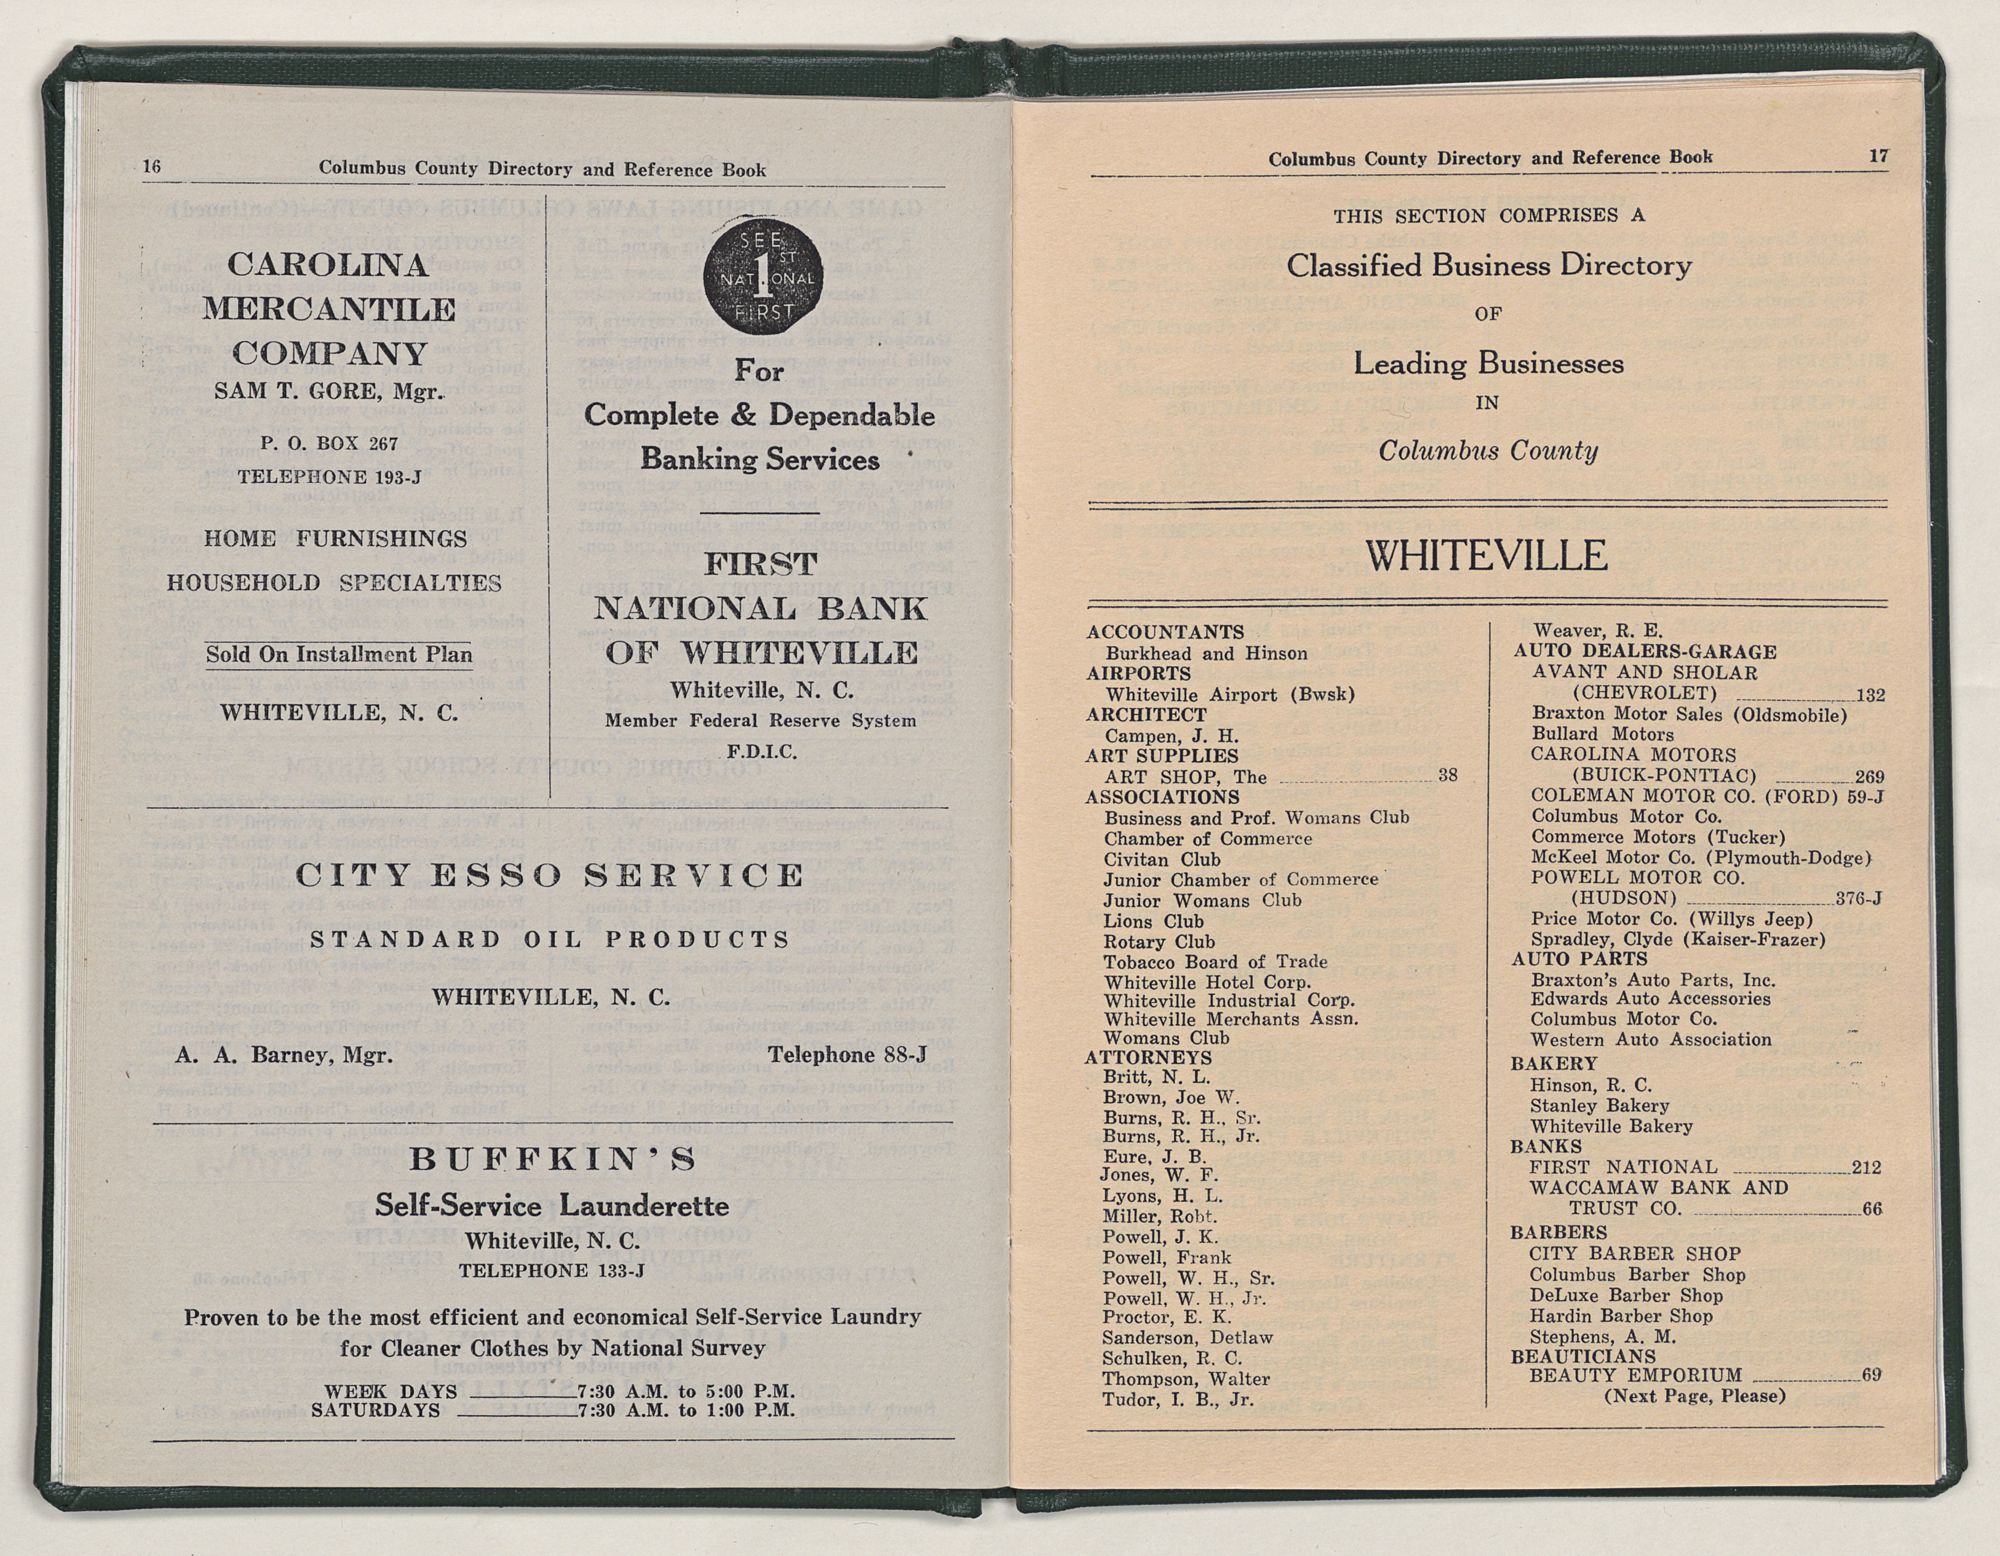 16
Columbus County Directory and Reference Book
CAROLINA
MERCANTILE
COMPANY
SAM T. GORE, Mgr.
P. O. BOX 267
TELEPHONE 193-J
HOME FURNISHINGS
HOUSEHOLD SPECIALTIES
Sold On Installment Plan
WHITEVILLE, N. C.
SEE
1ST
NATIONAL
FIRST
For
Complete & Dependable
Banking Services
FIRST
NATIONAL BANK
OF WHITEVILLE
Whiteville, N. C.
Member Federal Reserve System
F.D.I.C.
CITY ESSO SERVICE
STANDARD OIL PRODUCTS
WHITEVILLE, N. C.
A. A. Barney, Mgr. Telephone 88-J
BUFFKIN'S
Self-Service Launderette
Whiteville, N. C.
TELEPHONE 133-J
Proven to be the most efficient and economical Self-Service Laundry
for Cleaner Clothes by National Survey
WEEK DAYS 7:30 A.M. to 5:00 P.M.
SATURDAYS 7:30 A.M. to 1:00 P.M.
Columbus County Directory and Reference Book 17
THIS SECTION COMPRISES A
Classified Business Directory
OF
Leading Businesses
IN
Columbus County
WHITEVILLE
ACCOUNTANTS
Burkhead and Hinson
AIRPORTS
Whiteville Airport (Bwsk)
ARCHITECT
Campen, J. H.
ART SUPPLIES
ART SHOP, The 38
ASSOCIATIONS
Business and Prof. Womans Club
Chamber of Commerce
Civitan Club
Junior Chamber of Commerce
Junior Womans Club
Lions Club
Rotary Club
Tobacco Board of Trade
Whiteville Hotel Corp.
Whiteville Industrial Corp.
Whiteville Merchants Assn.
Womans Club
ATTORNEYS
Britt, N. L.
Brown, Joe W.
Burns, R. H., Sr.
Burns, R. H., Jr.
Eure, J. B.
Jones, W. F.
Lyons, H. L.
Miller, Robt.
Powell, J. K.
Powell, Frank
Powell, W. H., Sr.
Powell, W. H., Jr.
Proctor, E. K.
Sanderson, Detlaw
Schulken, R. C.
Thompson, Walter
Tudor, I. B., Jr.
Weaver, R. E.
AUTO DEALERS-GARAGE
AVANT AND SHOLAR
(CHEVROLET) 132
Braxton Motor Sales (Oldsmobile)
Bullard Motors
CAROLINA MOTORS
(BUICK-PONTIAC) 269
COLEMAN MOTOR CO. (FORD) 59-J
Columbus Motor Co.
Commerce Motors (Tucker)
McKeel Motor Co. (Plymouth-Dodge)
POWELL MOTOR CO.
(HUDSON) 376-J
Price Motor Co. (Willys Jeep)
Spradley, Clyde (Kaiser-Frazer)
AUTO PARTS
Braxton's Auto Parts, Inc.
Edwards Auto Accessories
Columbus Motor Co.
Western Auto Association
BAKERY
Hinson, R. C.
Stanley Bakery
Whiteville Bakery
BANKS
FIRST NATIONAL 212
WACCAMAW BANK AND
TRUST CO. 66
BARBERS
CITY BARBER SHOP
Columbus Barber Shop
DeLuxe Barber Shop
Hardin Barber Shop
Stephens, A. M.
BEAUTICIANS
BEAUTY EMPORIUM 69
(Next Page, Please)